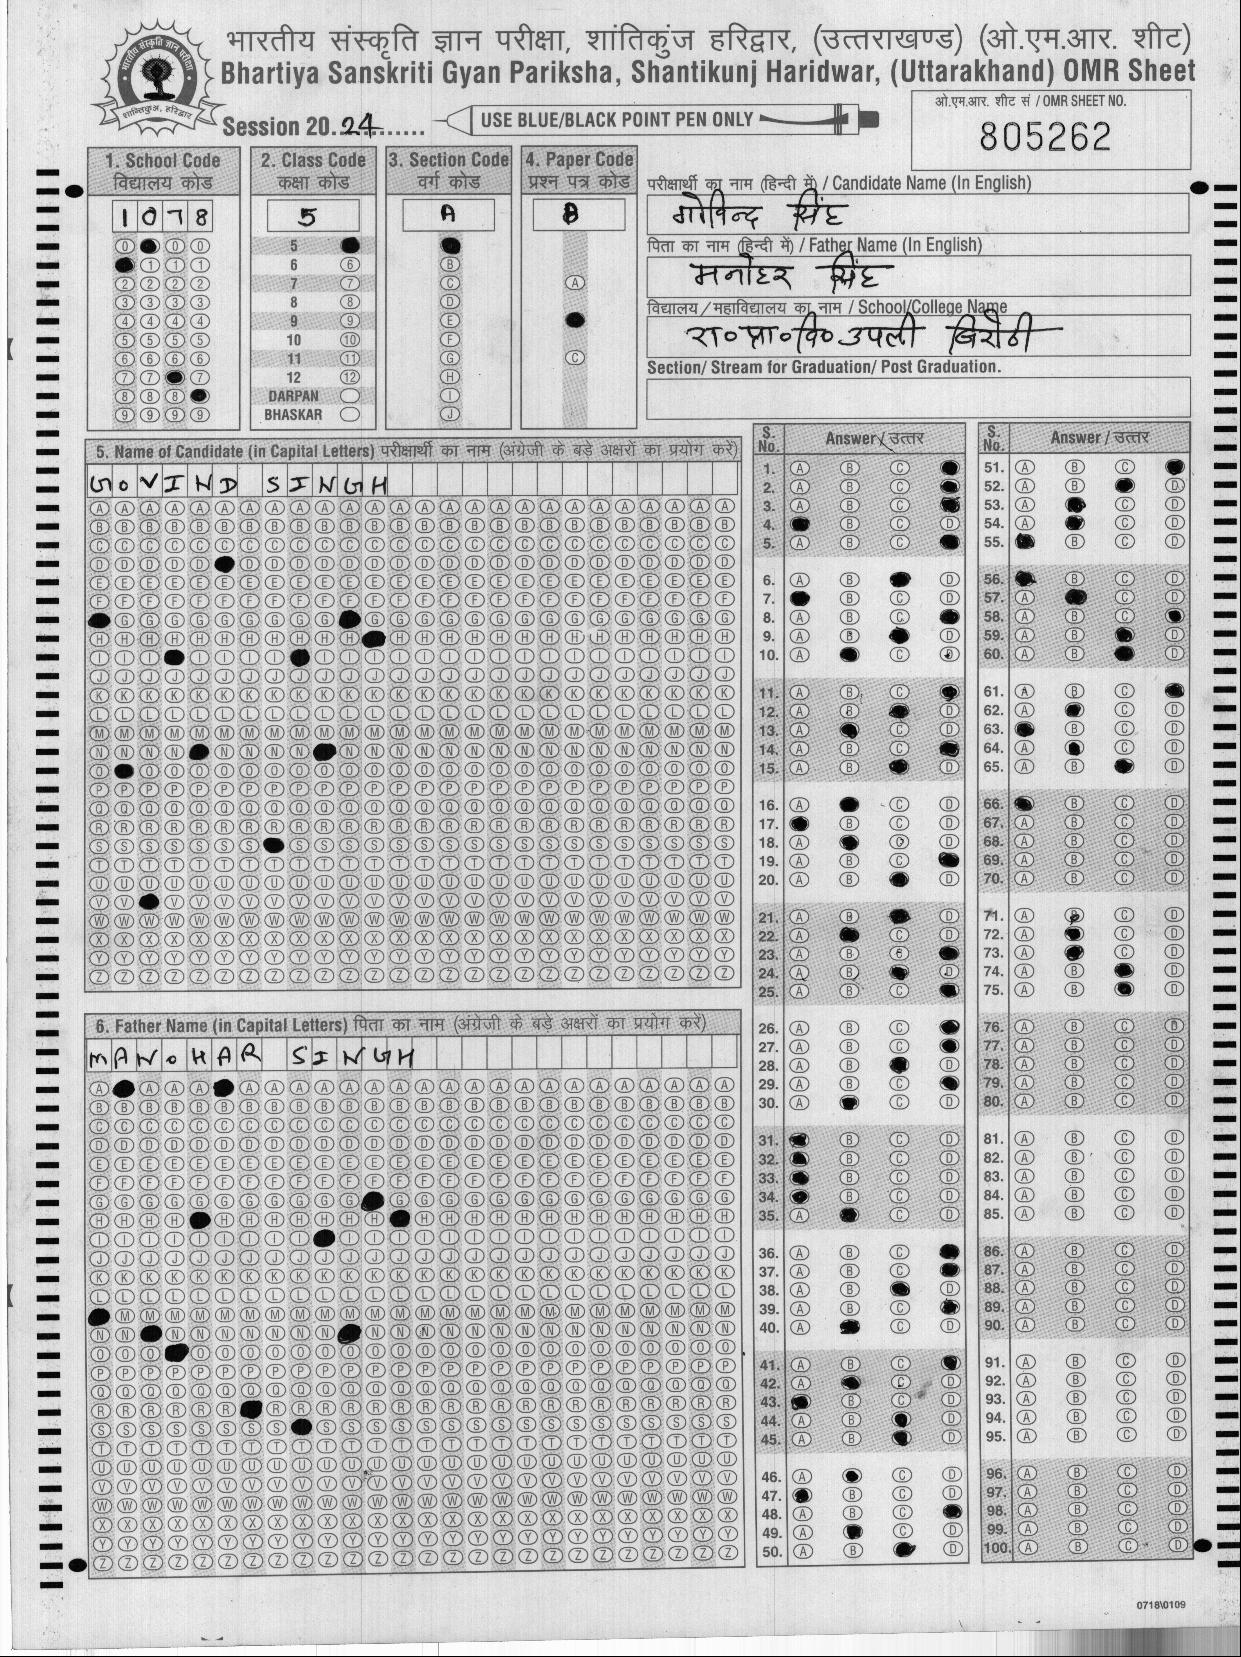 भारतीय संस्कृति ज्ञान परीक्षा, शांतिकुंज हरिद्वार, (उत्तराखण्ड) (ओ.एम.आर. शीट)
Bhartiya Sanskriti Gyan Pariksha, Shantikunj Haridwar, (Uttarakhand) OMR Sheet
Session 20..24...........
USE BLUE/BLACK POINT PEN ONLY
ओ.एम.आर. शीट सं / OMR SHEET NO.
805262
1. School Code
विद्यालय कोड
1078
2. Class Code
कक्षा कोड
5
5
6
7
8
9
10
11
12
DARPAN
BHASKAR
3. Section Code
वर्ग कोड
A
4. Paper Code
प्रश्न पत्र कोड
B
परीक्षार्थी का नाम (हिन्दी में) / Candidate Name (In English)
गोविन्द सिंह
पिता का नाम (हिन्दी में) / Father Name (In English)
मनोहर सिंह
विद्यालय/महाविद्यालय का नाम / School/College Name
रा०प्रा०वि०उपली
Section/ Stream for Graduation/ Post Graduation.
5. Name of Candidate (in Capital Letters) परीक्षार्थी का नाम (अंग्रेजी के बड़े अक्षरों का प्रयोग करें)
GOVIND SINGH
6. Father Name (in Capital Letters) पिता का नाम (अंग्रेजी के बड़े अक्षरों का प्रयोग करें)
MANOHAR SINGH
S. No. Answer / उत्तर
S. No. Answer / उत्तर
0718\0109